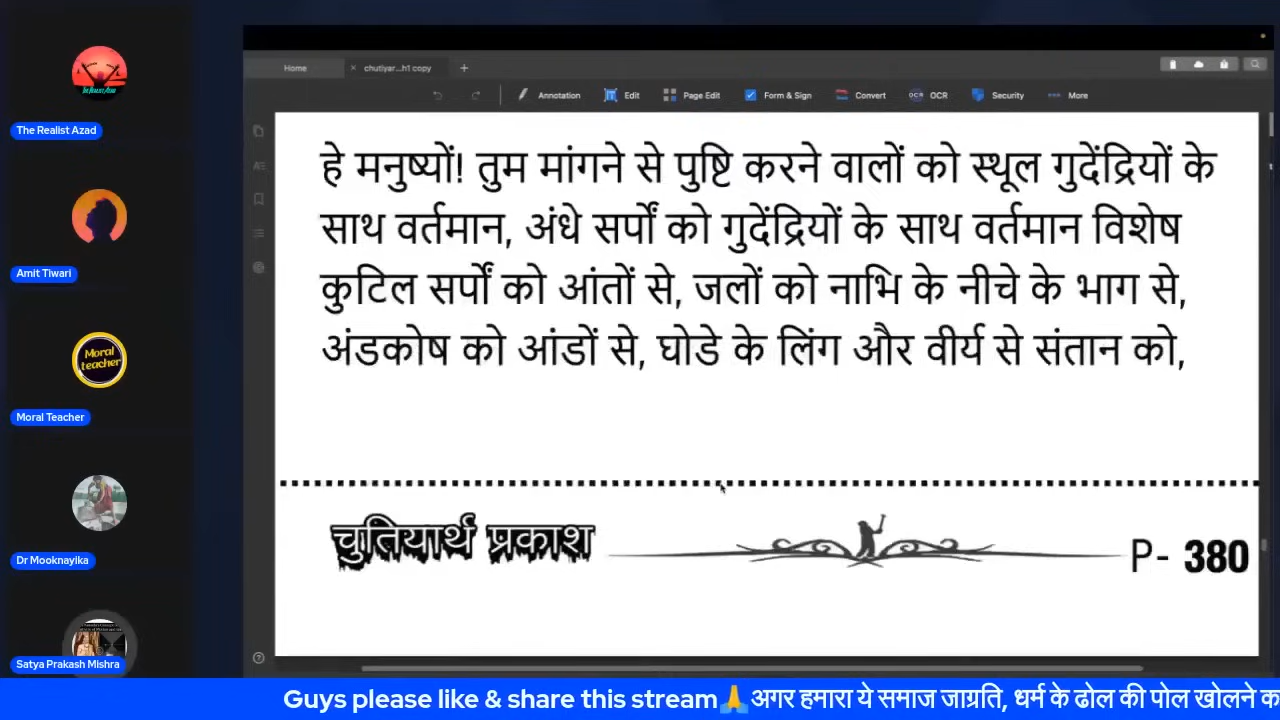 The Realist Azad
Amit Tiwari
Moral teacher
Moral Teacher
Dr Mooknayika
Satya Prakash Mishra
Home
chutiyar...h1 copy
Annotation
Edit
Page Edit
Form & Sign
Convert
OCR
OCR
Security
More
हे मनुष्यों! तुम मांगने से पुष्टि करने वालों को स्थूल गुदेंद्रियों के
साथ वर्तमान, अंधे सर्पों को गुदेंद्रियों के साथ वर्तमान विशेष
कुटिल सर्पों को आंतों से, जलों को नाभि के नीचे के भाग से,
अंडकोष को आंडों से, घोडे के लिंग और वीर्य से संतान को,
चुतियार्थ प्रकाश
P- 380
Guys please like & share this stream🙏अगर हमारा ये समाज जाग्रति, धर्म के ढोल की पोल खोलने क